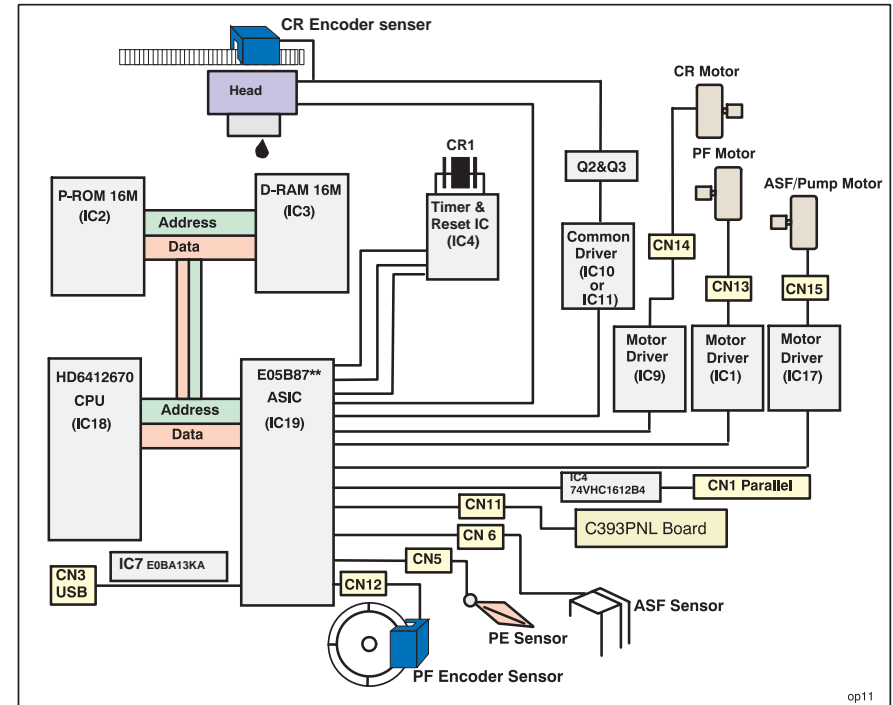 CR Encoder senser
Head
CR Motor
PF Motor
ASF/Pump Motor
CR1
Q2&Q3
P-ROM 16M
(IC2)
D-RAM 16M
(IC3)
Address
Data
Timer &
Reset IC
(IC4)
Common
Driver
(IC10
or
IC11)
CN14
CN13
CN15
Motor
Driver
(IC9)
Motor
Driver
(IC1)
Motor
Driver
(IC17)
HD6412670
CPU
(IC18)
Address
Data
E05B87**
ASIC
(IC19)
IC4
74VHC1612B4
CN1 Parallel
CN11
C393PNL Board
CN 6
CN5
IC7 E0BA13KA
CN3
USB
CN12
ASF Sensor
PE Sensor
PF Encoder Sensor
op11